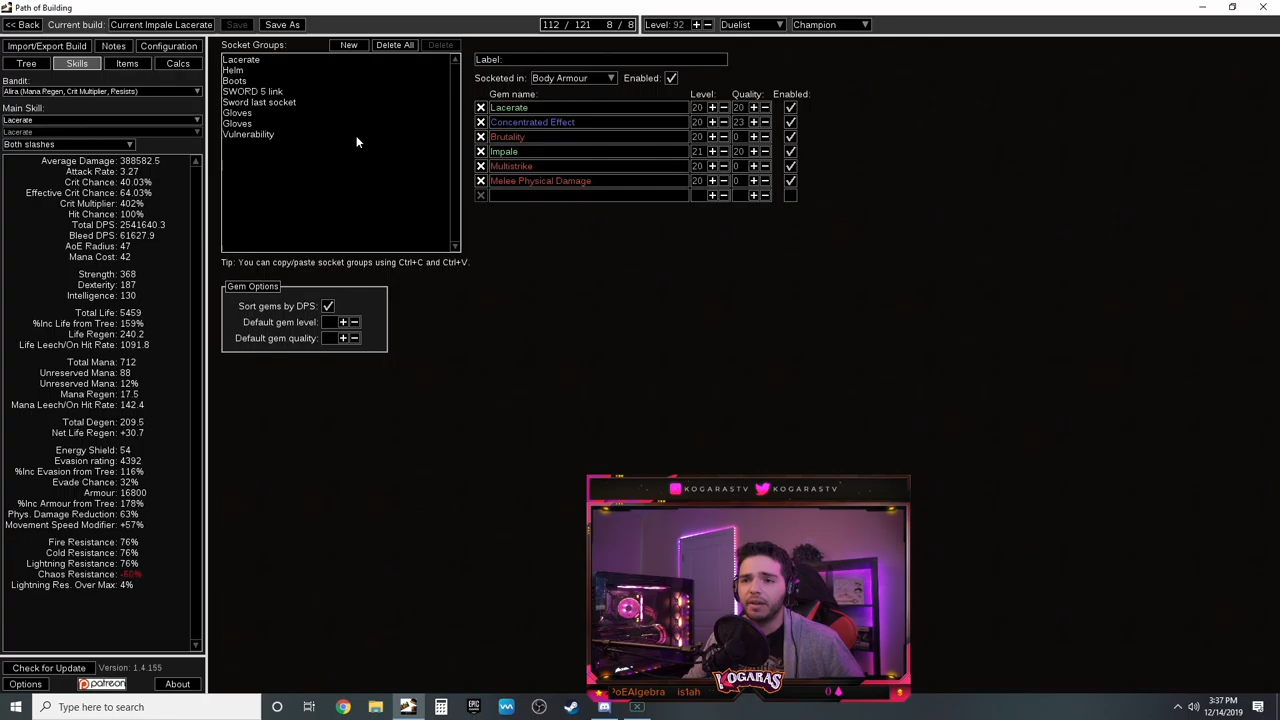 Path of Building
<< Back Current build: Current Impale Lacerate Save Save As 112 / 121 8 / 8 Level: 92 Duelist Champion
Import/Export Build Notes Configuration
Tree Skills Items Calcs
Bandit:
Alira (Mana Regen, Crit Multiplier, Resists)
Main Skill:
Lacerate
Lacerate
Both slashes
Average Damage: 388582.5
Attack Rate: 3.27
Crit Chance: 40.03%
Effective Crit Chance: 64.03%
Crit Multiplier: 402%
Hit Chance: 100%
Total DPS: 2541640.3
Bleed DPS: 61627.9
AoE Radius: 47
Mana Cost: 42
Strength: 368
Dexterity: 187
Intelligence: 130
Total Life: 5459
%Inc Life from Tree: 159%
Life Regen: 240.2
Life Leech/On Hit Rate: 1091.8
Total Mana: 712
Unreserved Mana: 88
Unreserved Mana: 12%
Mana Regen: 17.5
Mana Leech/On Hit Rate: 142.4
Total Degen: 209.5
Net Life Regen: +30.7
Energy Shield: 54
Evasion rating: 4392
%Inc Evasion from Tree: 116%
Evade Chance: 32%
Armour: 16800
%Inc Armour from Tree: 178%
Phys. Damage Reduction: 63%
Movement Speed Modifier: +57%
Fire Resistance: 76%
Cold Resistance: 76%
Lightning Resistance: 76%
Chaos Resistance: -60%
Lightning Res. Over Max: 4%
Check for Update Version: 1.4.155
Options patreon About
Socket Groups: New Delete All Delete
Lacerate
Helm
Boots
SWORD 5 link
Sword last socket
Gloves
Gloves
Vulnerability
Tip: You can copy/paste socket groups using Ctrl+C and Ctrl+V.
Gem Options
Sort gems by DPS:
Default gem level:
Default gem quality:
Label:
Socketed in: Body Armour Enabled:
Gem name: Level: Quality: Enabled:
Lacerate 20 20
Concentrated Effect 20 23
Brutality 20 0
Impale 21 20
Multistrike 20 0
Melee Physical Damage 20 0
KOGARASTV KOGARASTV
KOGARAS
PoEAlgebra is1ah 0
Type here to search
EPIC
3:37 PM
12/14/2019